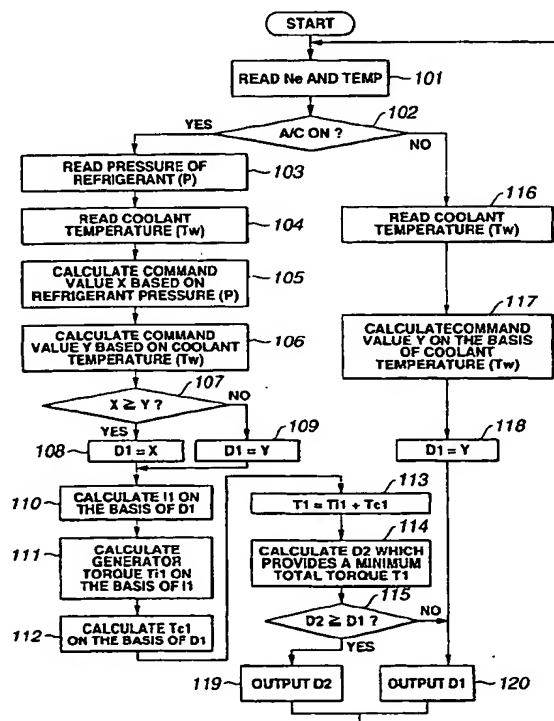 START
READ Ne AND TEMP
101
102
YES
A/C ON ?
NO
READ PRESSURE OF
REFRIGERANT (P)
103
READ COOLANT
TEMPERATURE (Tw)
104
CALCULATE COMMAND
VALUE X BASED ON
REFRIGERANT PRESSURE (P)
105
CALCULATE COMMAND
VALUE Y BASED ON COOLANT
TEMPERATURE (Tw)
106
107
X ≧ Y ?
NO
YES
108
D1 = X
109
D1 = Y
110
CALCULATE I1 ON
THE BASIS OF D1
111
CALCULATE
GENERATOR
TORQUE Ti1 ON
THE BASIS OF I1
112
CALCULATE Tc1
ON THE BASIS OF D1
113
T1 = Ti1 + Tc1
114
CALCULATE D2 WHICH
PROVIDES A MINIMUM
TOTAL TORQUE T1
115
D2 ≧ D1 ?
NO
YES
116
READ COOLANT
TEMPERATURE (Tw)
117
CALCULATECOMMAND
VALUE Y ON THE BASIS
OF COOLANT
TEMPERATURE (Tw)
118
D1 = Y
119
OUTPUT D2
OUTPUT D1
120